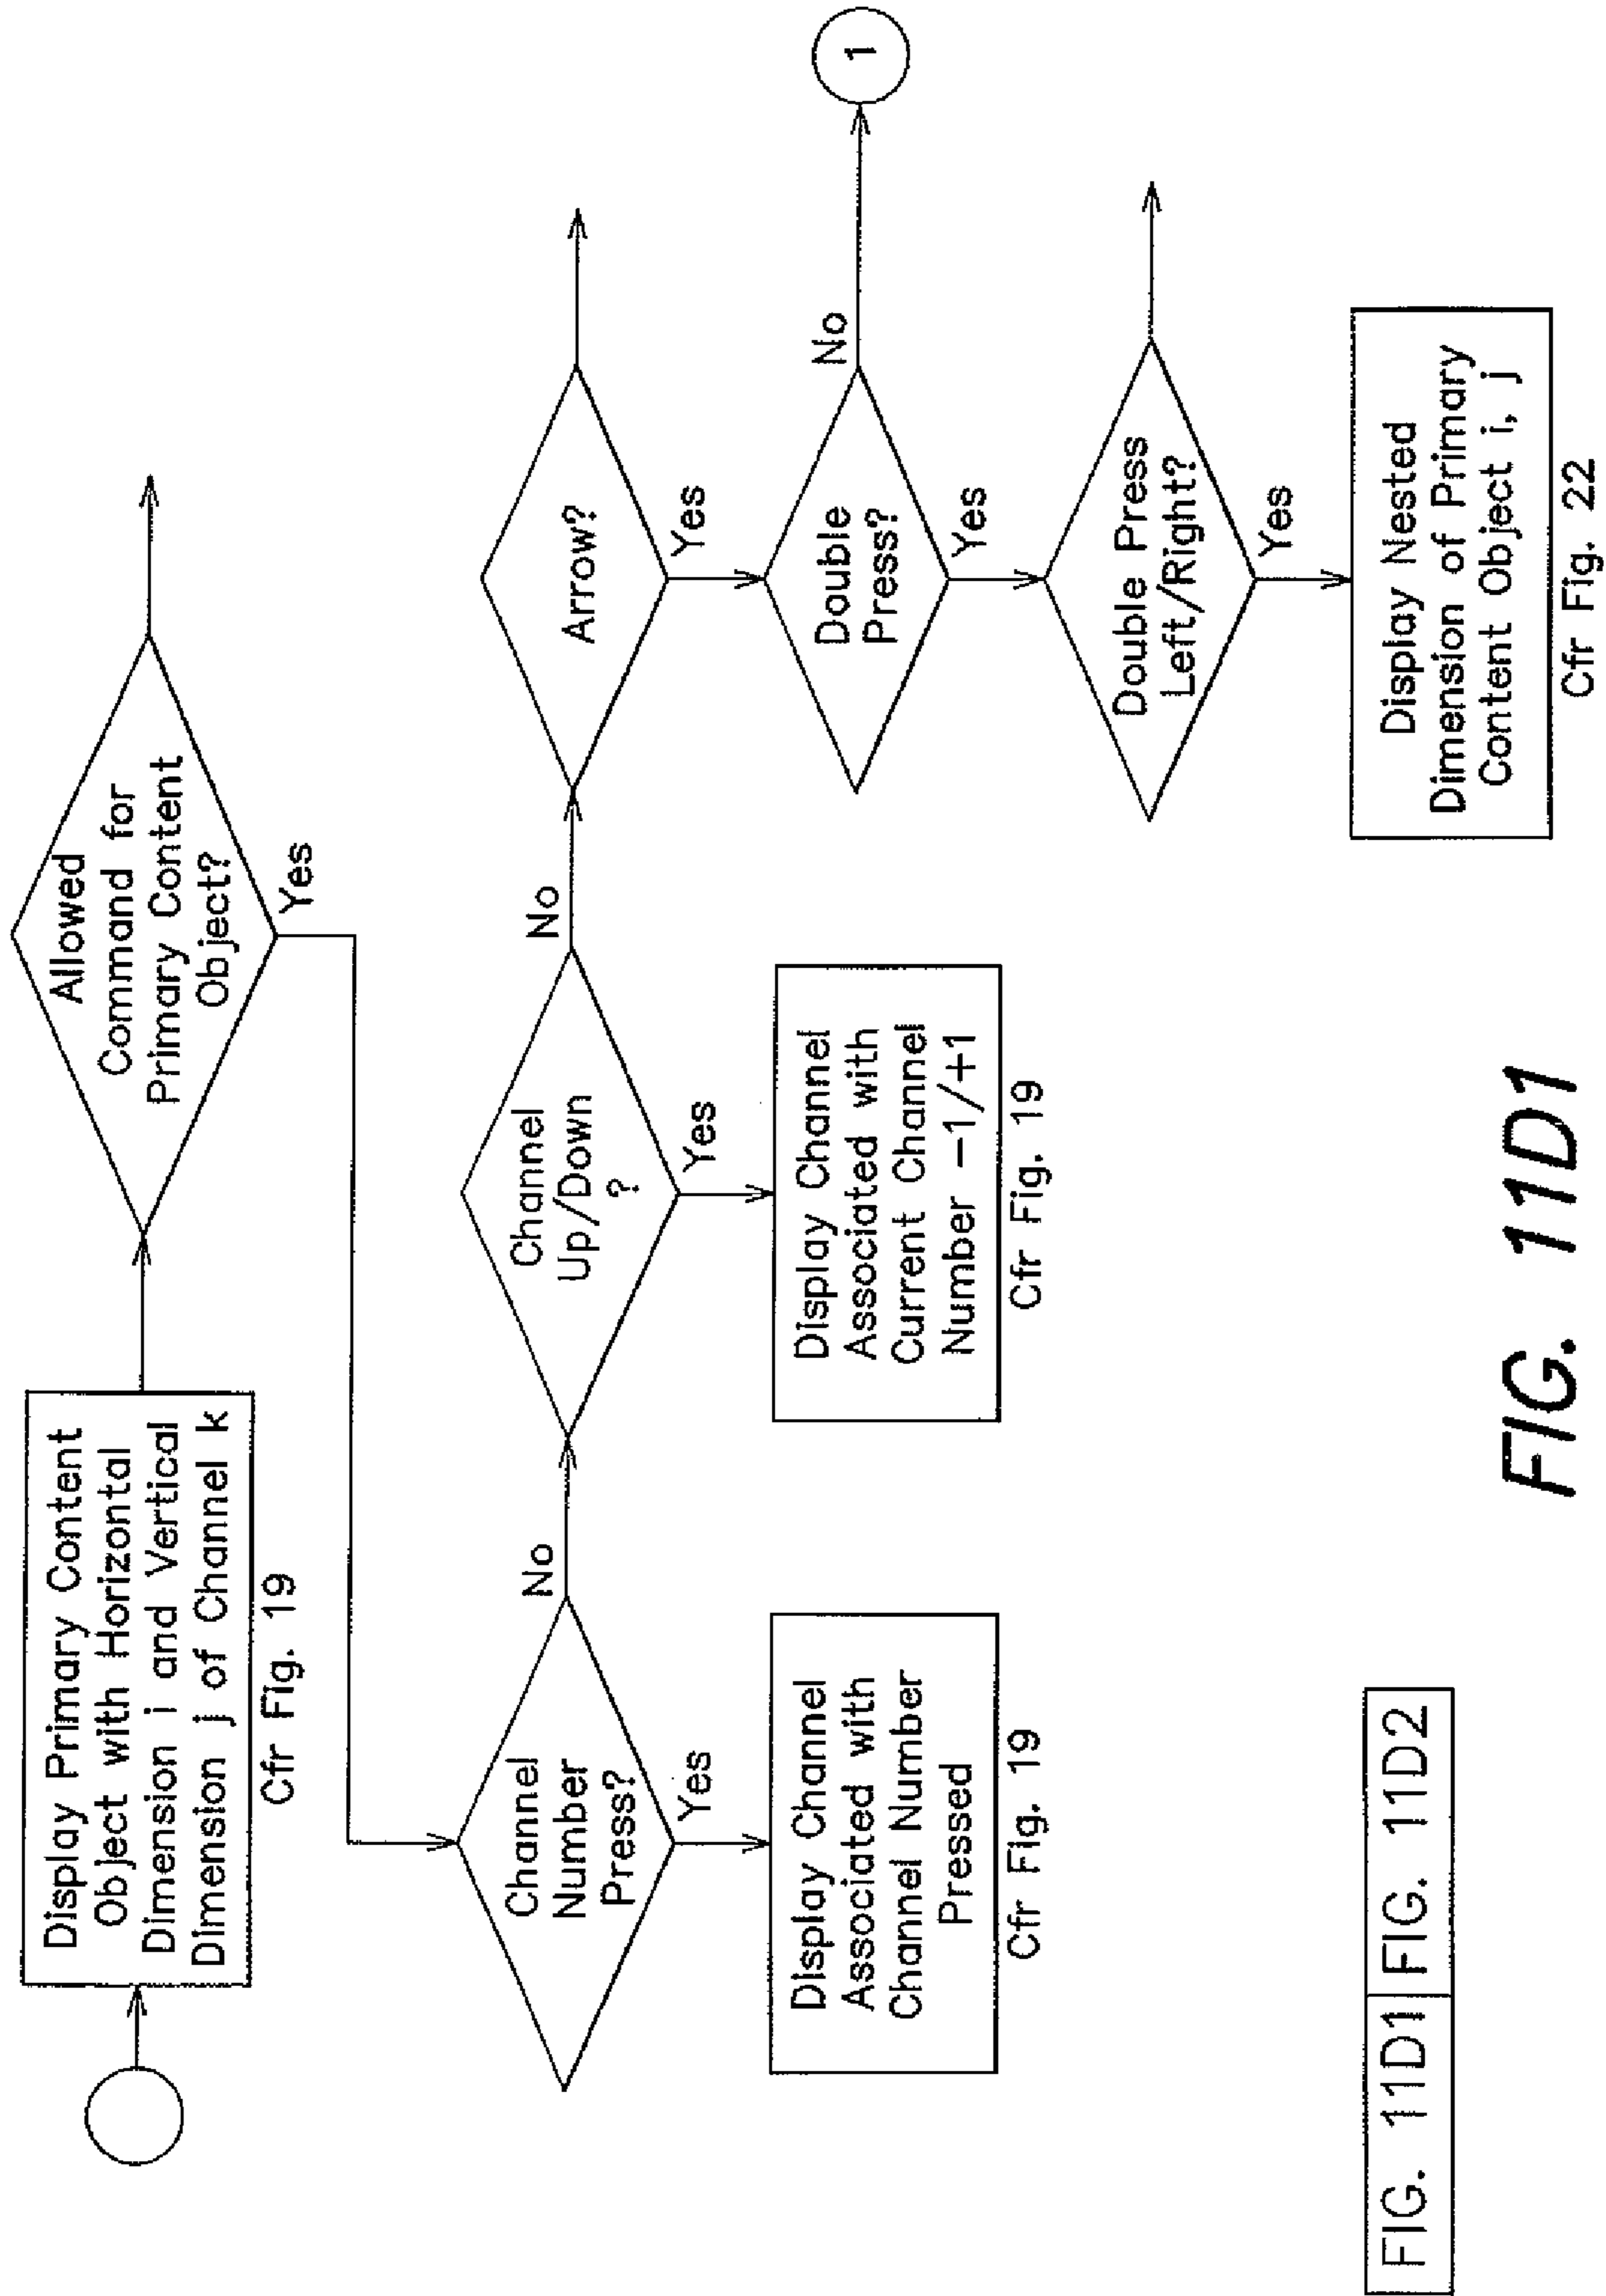 Display Primary Content
Object with Horizontal
Dimension i and Vertical
Dimension j of Channel k
Cfr Fig. 19
Allowed
Command for
Primary Content
Object?
Yes
Channel
Number
Press?
No
Yes
Display Channel
Associated with
Channel Number
Pressed
Cfr Fig. 19
Channel
Up/Down
?
No
Yes
Display Channel
Associated with
Current Channel
Number -1/+1
Cfr Fig. 19
Arrow?
Yes
Double
Press?
No
1
Yes
Double Press
Left/Right?
Yes
Display Nested
Dimension of Primary
Content Object i, j
Cfr Fig. 22
FIG. 11D1 FIG. 11D2
FIG. 11D1